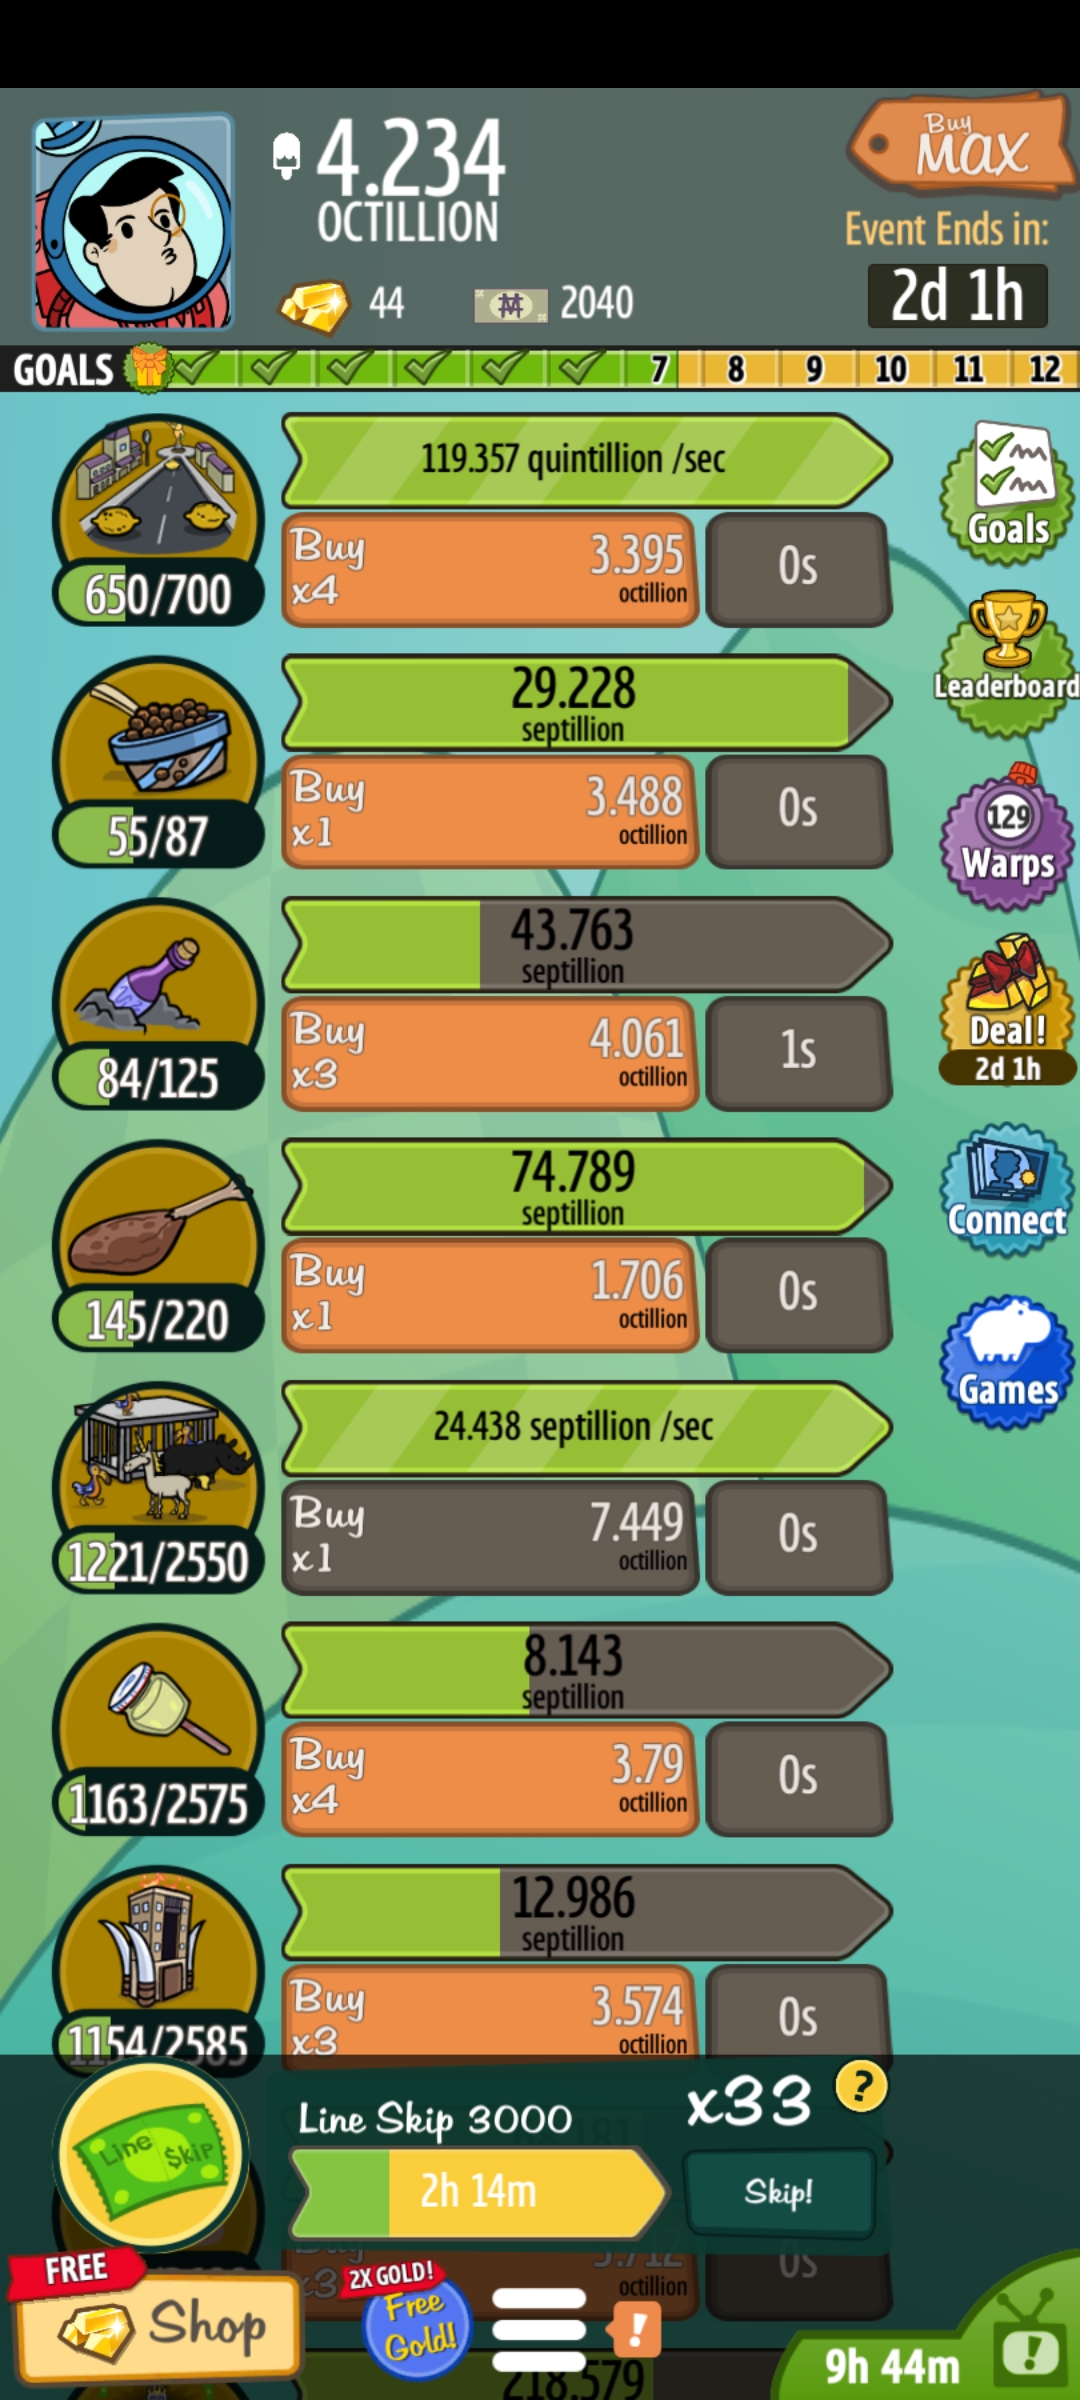 4.234
OCTILLION
Buy
MAX
Event Ends in:
2d 1h
44
2040
GOALS
7
8
9
10
11
12
119.357 quintillion /sec
Buy
x4
3.395
octillion
0s
650/700
Goals
29.228
septillion
Buy
x1
3.488
octillion
0s
55/87
Leaderboard
43.763
septillion
Buy
x3
4.061
octillion
1s
84/125
129
Warps
Deal!
2d 1h
74.789
septillion
Buy
x1
1.706
octillion
0s
145/220
Connect
Games
24.438 septillion /sec
Buy
x1
7.449
octillion
0s
1221/2550
8.143
septillion
Buy
x4
3.79
octillion
0s
1163/2575
12.986
septillion
Buy
x3
3.574
octillion
0s
1154/2585
Line Skip
Line Skip 3000
x33
?
2h 14m
Skip!
Buy
x3
3.712
octillion
0s
FREE
Shop
2X GOLD!
Free
Gold!
!
218.579
9h 44m
!